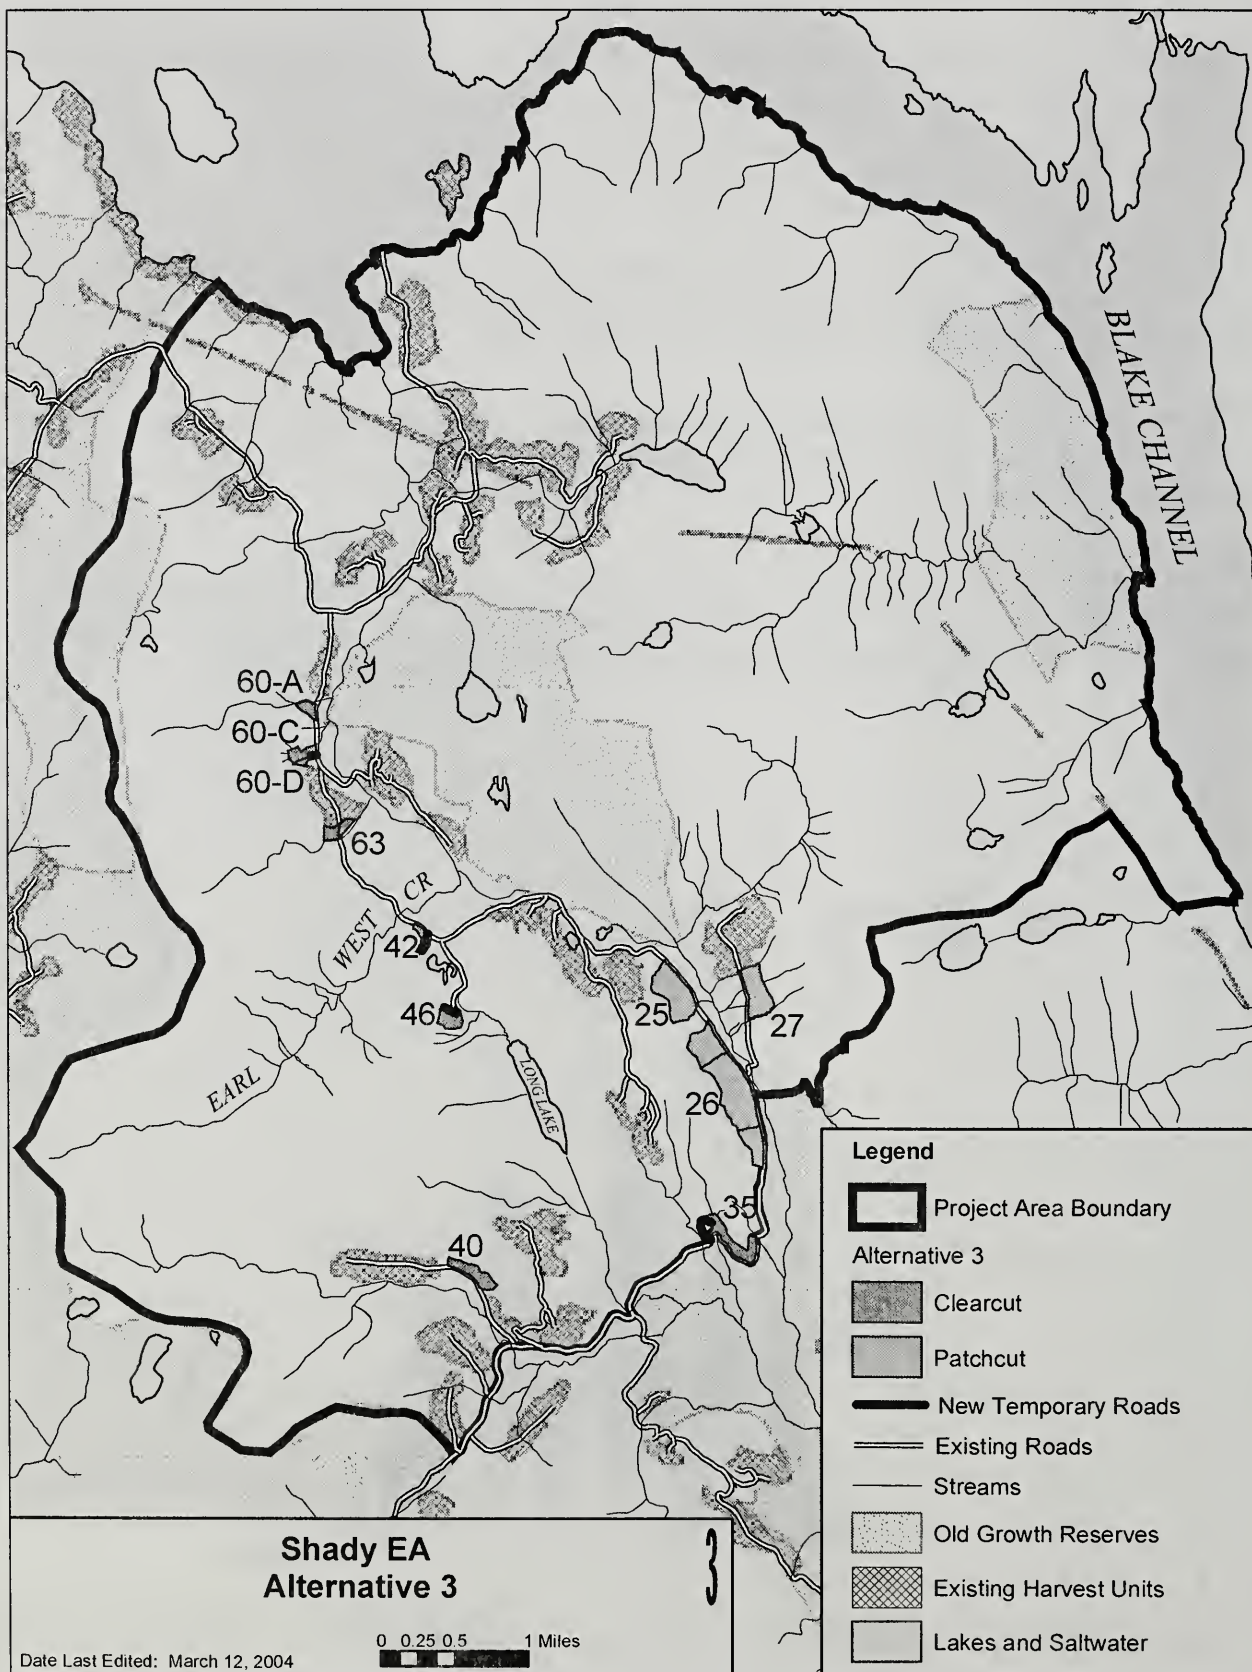 BLAKE CHANNEL
60-A
60-C
60-D
63
WEST CR
42
46
25
27
EARL
LONG LAKE
26
35
40
Legend
Project Area Boundary
Alternative 3
Clearcut
Patchcut
New Temporary Roads
Existing Roads
Streams
Old Growth Reserves
Existing Harvest Units
Lakes and Saltwater
Shady EA
Alternative 3
3
0 0.25 0.5 1 Miles
Date Last Edited: March 12, 2004